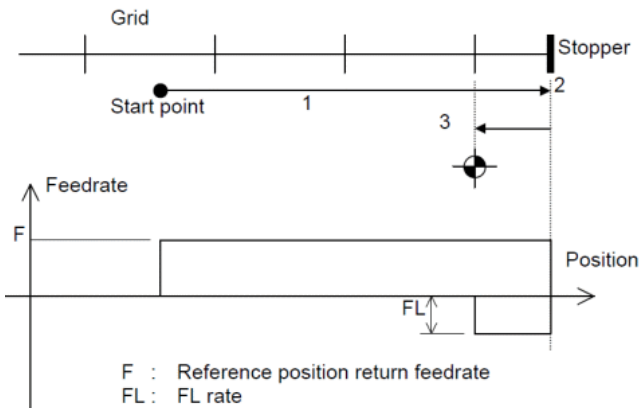 Grid
Stopper
2
Start point
1
3
Feedrate
F
Position
FL
F : Reference position return feedrate
FL : FL rate